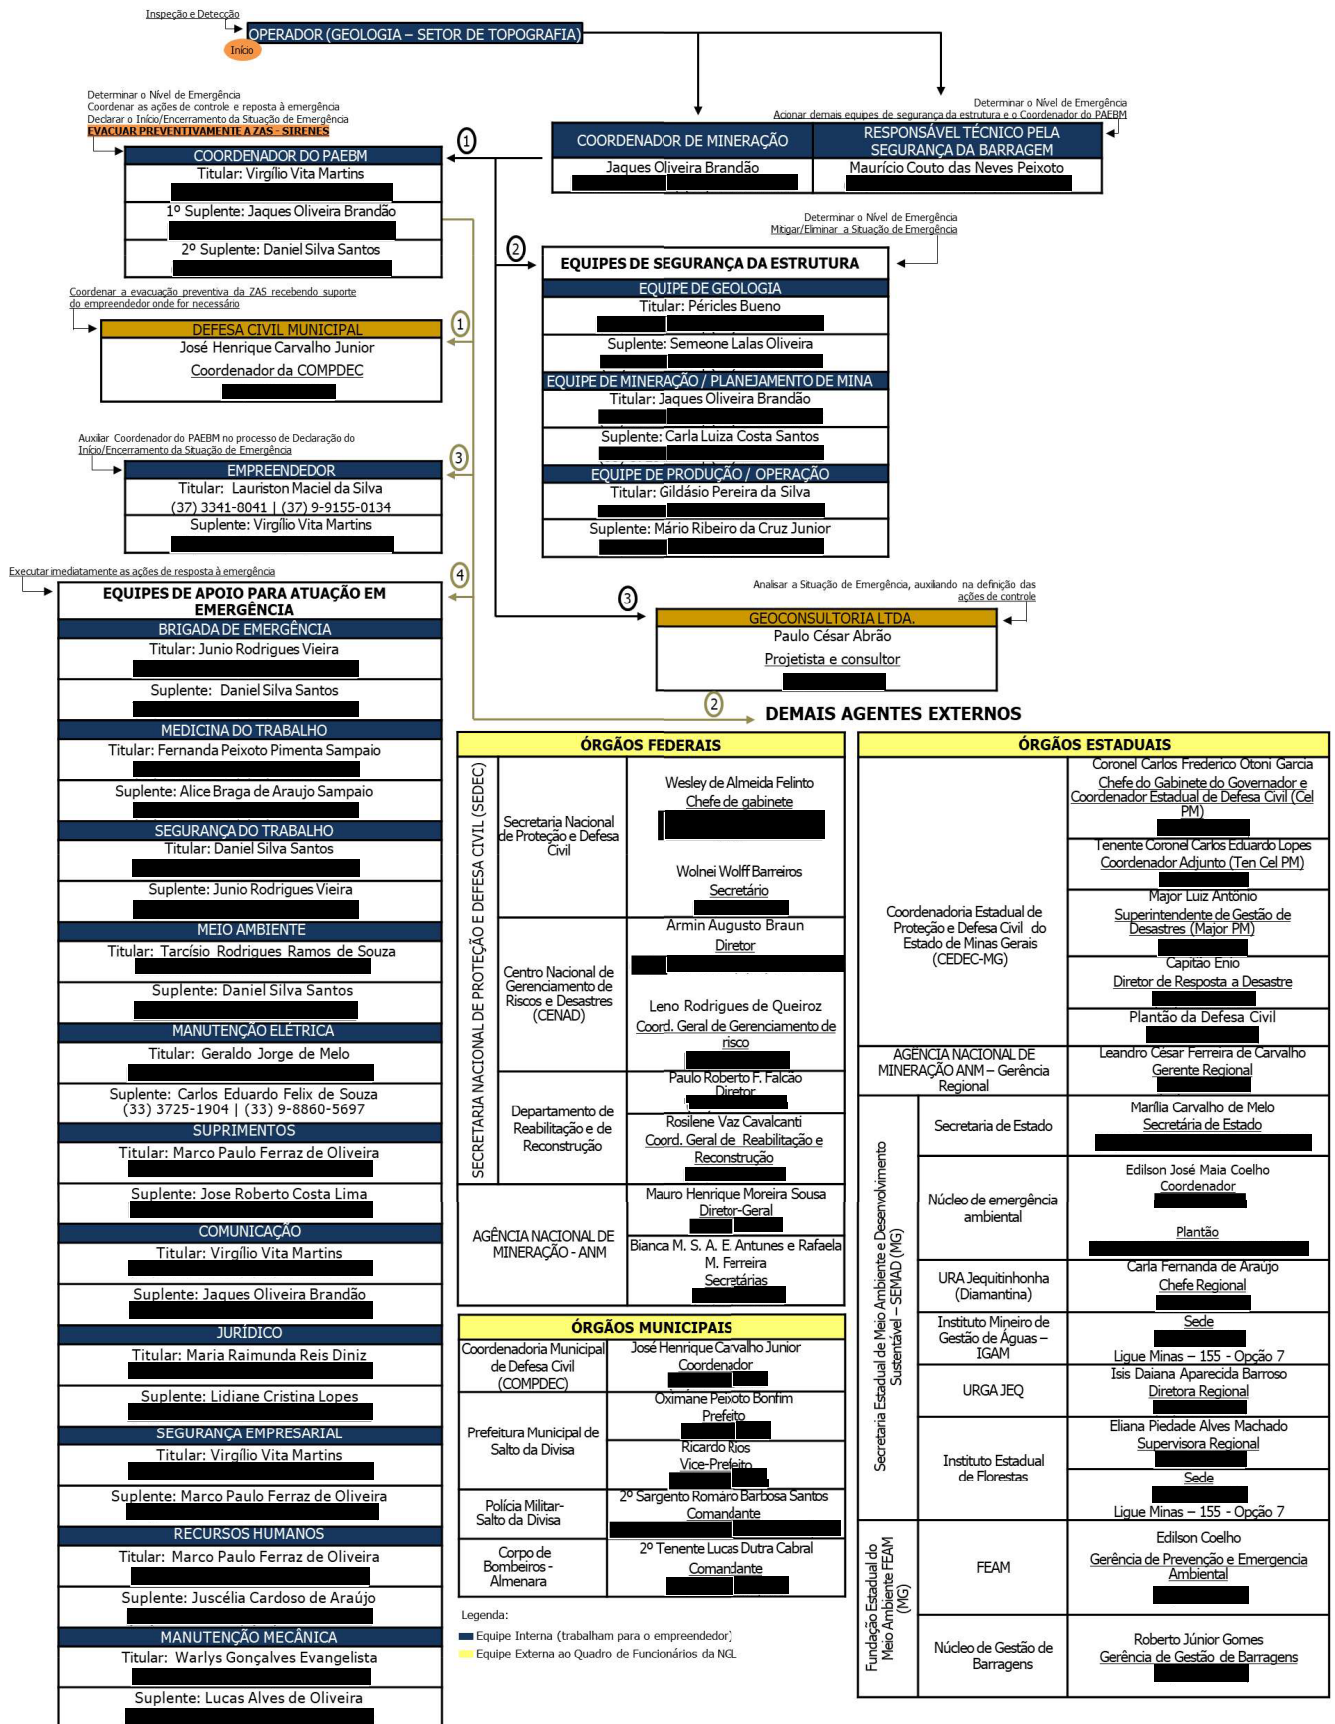 Inspeção e Detecção
OPERADOR (GEOLOGIA – SETOR DE TOPOGRAFIA)
Início
Determinar o Nível de Emergência
Coordenar as ações de controle e reposta à emergência
Declarar o Início/Encerramento da Situação de Emergência
EVACUAR PREVENTIVAMENTE A ZAS - SIRENES
Determinar o Nível de Emergência
Acionar demais equipes de segurança da estrutura e o Coordenador do PAEBM
COORDENADOR DE MINERAÇÃO
Jaques Oliveira Brandão
RESPONSÁVEL TÉCNICO PELA
SEGURANÇA DA BARRAGEM
Maurício Couto das Neves Peixoto
1
COORDENADOR DO PAEBM
Titular: Virgílio Vita Martins
1º Suplente: Jaques Oliveira Brandão
2º Suplente: Daniel Silva Santos
Determinar o Nível de Emergência
Mitigar/Eliminar a Situação de Emergência
2
EQUIPES DE SEGURANÇA DA ESTRUTURA
EQUIPE DE GEOLOGIA
Titular: Péricles Bueno
Suplente: Semeone Lalas Oliveira
EQUIPE DE MINERAÇÃO / PLANEJAMENTO DE MINA
Titular: Jaques Oliveira Brandão
Suplente: Carla Luiza Costa Santos
EQUIPE DE PRODUÇÃO / OPERAÇÃO
Titular: Gildásio Pereira da Silva
Suplente: Mário Ribeiro da Cruz Junior
Coordenar a evacuação preventiva da ZAS recebendo suporte
do empreendedor onde for necessário
1
DEFESA CIVIL MUNICIPAL
José Henrique Carvalho Junior
Coordenador da COMPDEC
Auxiliar Coordenador do PAEBM no processo de Declaração do
Início/Encerramento da Situação de Emergência
3
EMPREENDEDOR
Titular: Lauriston Maciel da Silva
(37) 3341-8041 | (37) 9-9155-0134
Suplente: Virgílio Vita Martins
Executar imediatamente as ações de resposta à emergência
4
EQUIPES DE APOIO PARA ATUAÇÃO EM
EMERGÊNCIA
BRIGADA DE EMERGÊNCIA
Titular: Junio Rodrigues Vieira
Suplente: Daniel Silva Santos
MEDICINA DO TRABALHO
Titular: Fernanda Peixoto Pimenta Sampaio
Suplente: Alice Braga de Araujo Sampaio
SEGURANÇA DO TRABALHO
Titular: Daniel Silva Santos
Suplente: Junio Rodrigues Vieira
MEIO AMBIENTE
Titular: Tarcísio Rodrigues Ramos de Souza
Suplente: Daniel Silva Santos
MANUTENÇÃO ELÉTRICA
Titular: Geraldo Jorge de Melo
Suplente: Carlos Eduardo Felix de Souza
(33) 3725-1904 | (33) 9-8860-5697
SUPRIMENTOS
Titular: Marco Paulo Ferraz de Oliveira
Suplente: Jose Roberto Costa Lima
COMUNICAÇÃO
Titular: Virgílio Vita Martins
Suplente: Jaques Oliveira Brandão
JURÍDICO
Titular: Maria Raimunda Reis Diniz
Suplente: Lidiane Cristina Lopes
SEGURANÇA EMPRESARIAL
Titular: Virgílio Vita Martins
Suplente: Marco Paulo Ferraz de Oliveira
RECURSOS HUMANOS
Titular: Marco Paulo Ferraz de Oliveira
Suplente: Juscélia Cardoso de Araújo
MANUTENÇÃO MECÂNICA
Titular: Warlys Gonçalves Evangelista
Suplente: Lucas Alves de Oliveira
Analisar a Situação de Emergência, auxiliando na definição das
ações de controle
3
GEOCONSULTORIA LTDA.
Paulo César Abrão
Projetista e consultor
2
DEMAIS AGENTES EXTERNOS
ÓRGÃOS FEDERAIS
SECRETARIA NACIONAL DE PROTEÇÃO E DEFESA CIVIL (SEDEC)
Secretaria Nacional
de Proteção e Defesa
Civil
Wesley de Almeida Felinto
Chefe de gabinete
Wolnei Wolff Barreiros
Secretário
Centro Nacional de
Gerenciamento de
Riscos e Desastres
(CENAD)
Armin Augusto Braun
Diretor
Leno Rodrigues de Queiroz
Coord. Geral de Gerenciamento de
risco
Departamento de
Reabilitação e de
Reconstrução
Paulo Roberto F. Falcão
Diretor
Rosilene Vaz Cavalcanti
Coord. Geral de Reabilitação e
Reconstrução
AGÊNCIA NACIONAL DE
MINERAÇÃO - ANM
Mauro Henrique Moreira Sousa
Diretor-Geral
Bianca M. S. A. E. Antunes e Rafaela
M. Ferreira
Secretárias
ÓRGÃOS MUNICIPAIS
Coordenadoria Municipal
de Defesa Civil
(COMPDEC)
José Henrique Carvalho Junior
Coordenador
Prefeitura Municipal de
Salto da Divisa
Oximane Peixoto Bonfim
Prefeito
Ricardo Rios
Vice-Prefeito
Polícia Militar-
Salto da Divisa
2º Sargento Romáro Barbosa Santos
Comandante
Corpo de
Bombeiros -
Almenara
2º Tenente Lucas Dutra Cabral
Comandante
Legenda:
Equipe Interna (trabalham para o empreendedor)
Equipe Externa ao Quadro de Funcionários da NGL
ÓRGÃOS ESTADUAIS
Coordenadoria Estadual de
Proteção e Defesa Civil do
Estado de Minas Gerais
(CEDEC-MG)
Coronel Carlos Frederico Otoni Garcia
Chefe do Gabinete do Governador e
Coordenador Estadual de Defesa Civil (Cel
PM)
Tenente Coronel Carlos Eduardo Lopes
Coordenador Adjunto (Ten Cel PM)
Major Luiz Antônio
Superintendente de Gestão de
Desastres (Major PM)
Capitão Enio
Diretor de Resposta a Desastre
Plantão da Defesa Civil
AGÊNCIA NACIONAL DE
MINERAÇÃO ANM – Gerência
Regional
Leandro César Ferreira de Carvalho
Gerente Regional
Secretaria Estadual de Meio Ambiente e Desenvolvimento
Sustentável – SEMAD (MG)
Secretaria de Estado
Marília Carvalho de Melo
Secretária de Estado
Núcleo de emergência
ambiental
Edilson José Maia Coelho
Coordenador
Plantão
URA Jequitinhonha
(Diamantina)
Carla Fernanda de Araújo
Chefe Regional
Instituto Mineiro de
Gestão de Águas –
IGAM
Sede
Ligue Minas – 155 - Opção 7
URGA JEQ
Isis Daiana Aparecida Barroso
Diretora Regional
Instituto Estadual
de Florestas
Eliana Piedade Alves Machado
Supervisora Regional
Sede
Ligue Minas – 155 - Opção 7
Fundação Estadual do
Meio Ambiente FEAM
(MG)
FEAM
Edilson Coelho
Gerência de Prevenção e Emergencia
Ambiental
Núcleo de Gestão de
Barragens
Roberto Júnior Gomes
Gerência de Gestão de Barragens